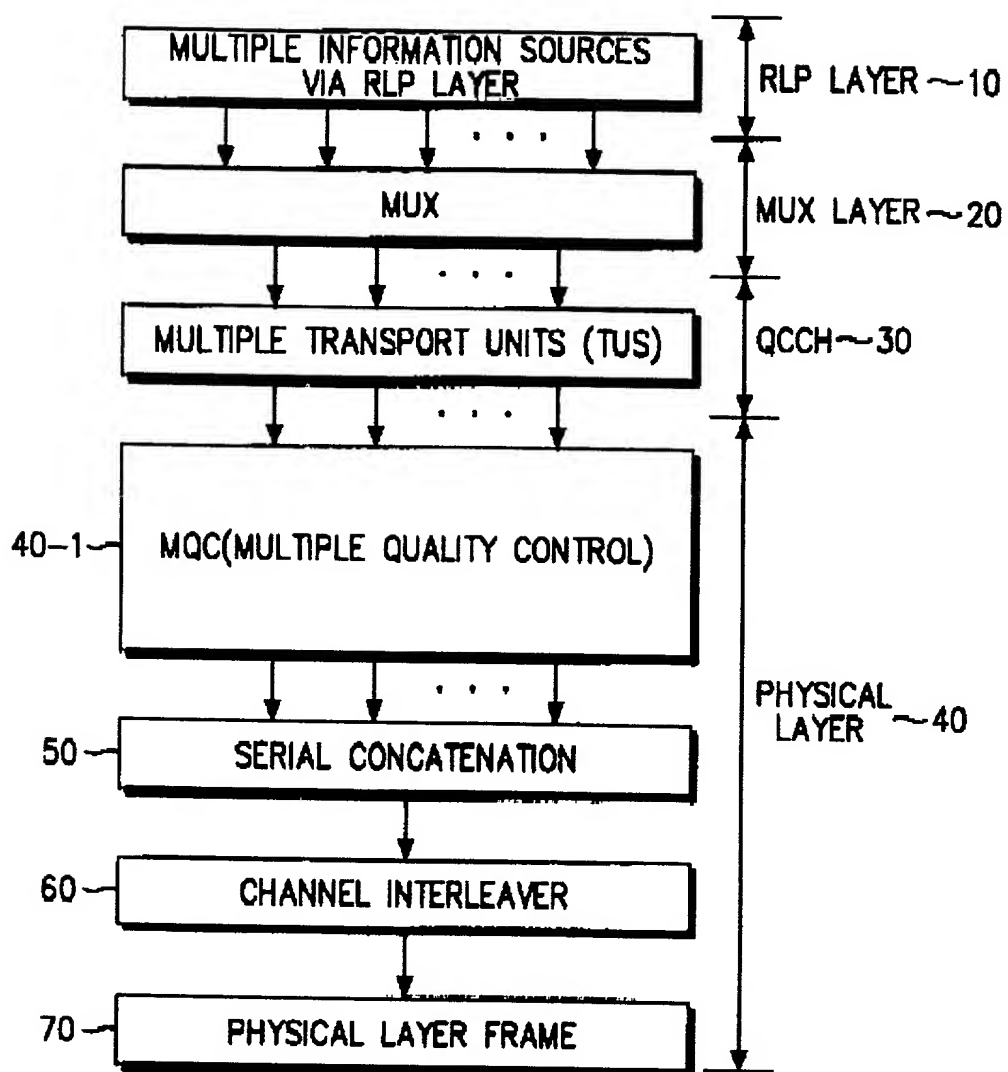 MULTIPLE INFORMATION SOURCES
VIA RLP LAYER
RLP LAYER~10
MUX
MUX LAYER~20
MULTIPLE TRANSPORT UNITS (TUS)
QCCH~30
40-1~
MQC(MULTIPLE QUALITY CONTROL)
PHYSICAL
LAYER ~40
50~
SERIAL CONCATENATION
60~
CHANNEL INTERLEAVER
70~
PHYSICAL LAYER FRAME